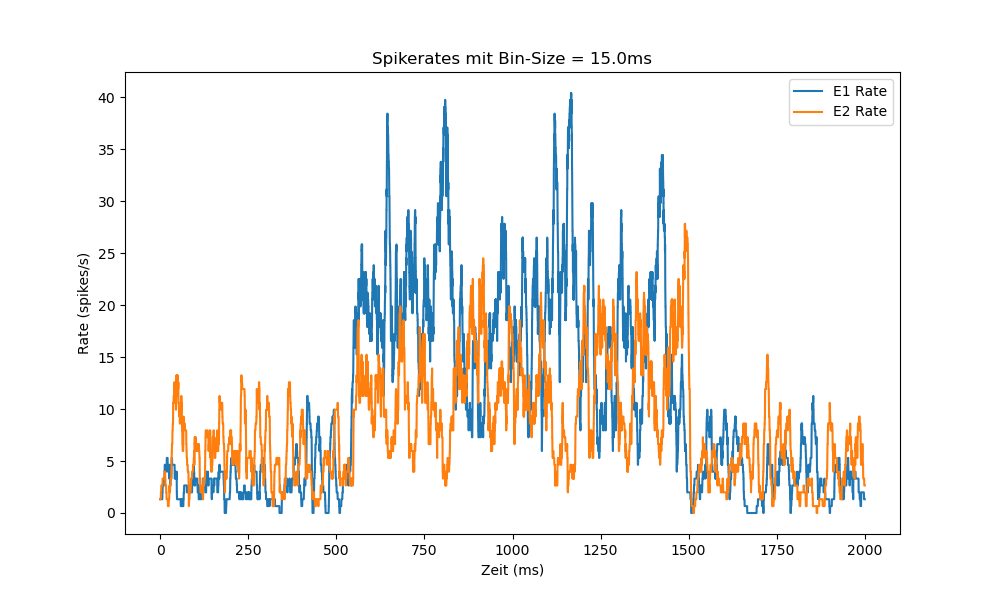 Spikerates mit Bin-Size = 15.0ms
E1 Rate
E2 Rate
40
35
30
25
20
15
10
5
0
Rate (spikes/s)
0 250 500 750 1000 1250 1500 1750 2000
Zeit (ms)